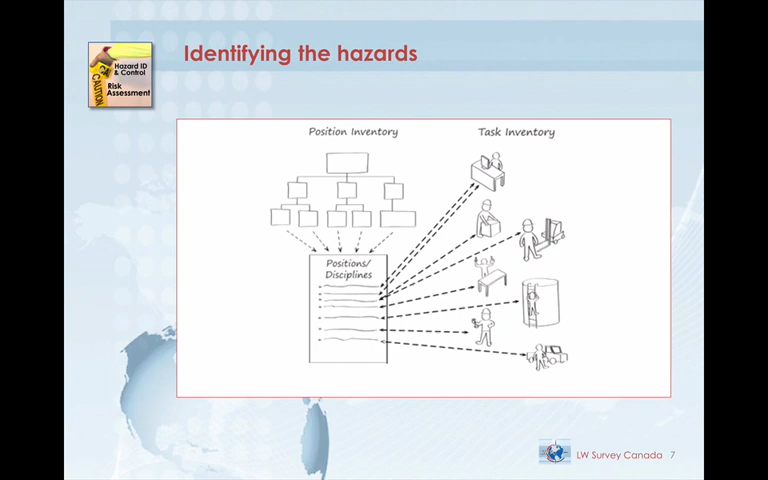 Identifying the hazards
Hazard ID
& Control
Risk
Assessment
CAUTION
Position Inventory
Task Inventory
Positions/
Disciplines
LW Survey Canada 7